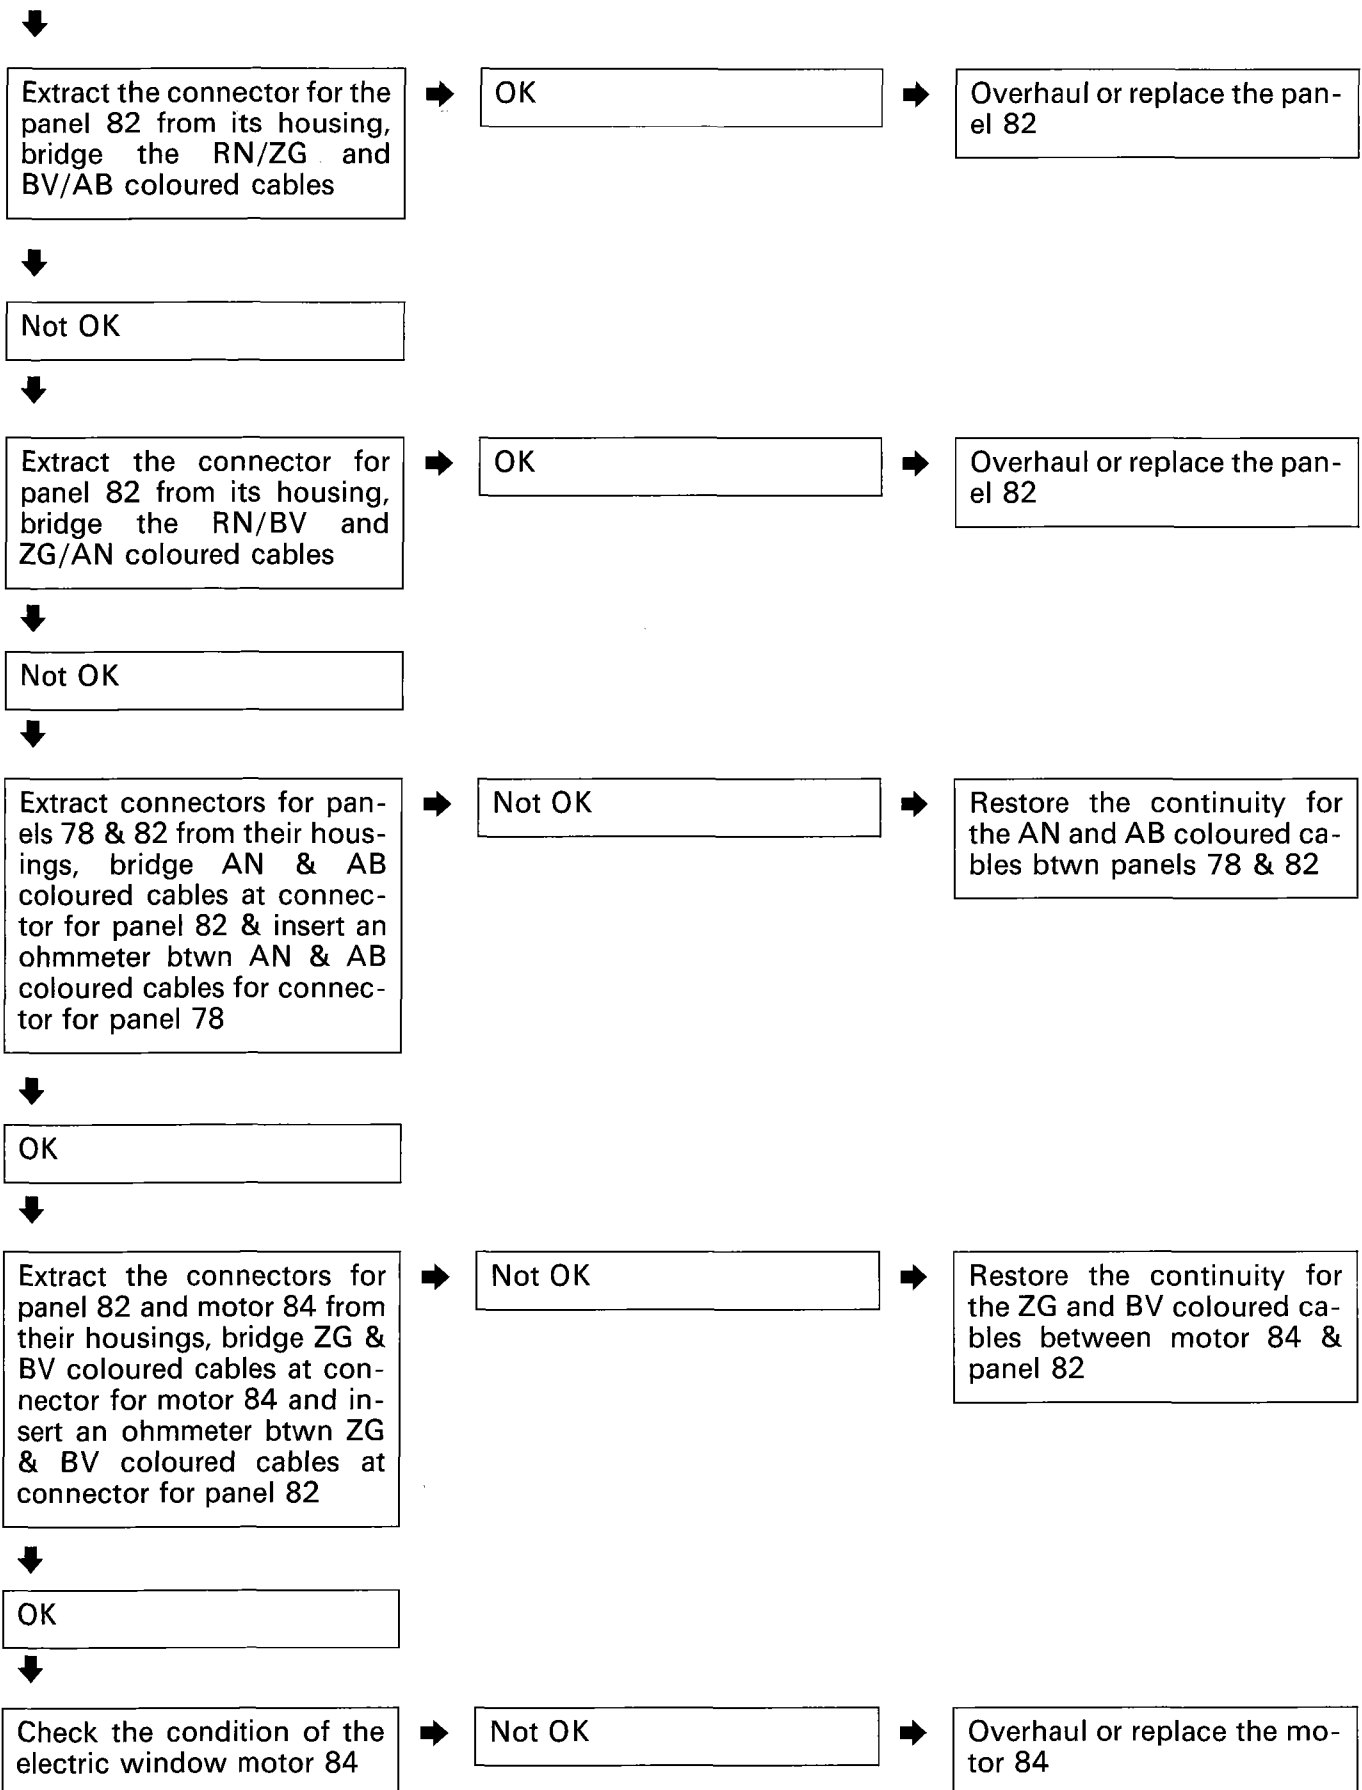 Extract the connector for the
panel 82 from its housing,
bridge the RN/ZG and
BV/AB coloured cables
OK
Overhaul or replace the pan-
el 82
Not OK
Extract the connector for
panel 82 from its housing,
bridge the RN/BV and
ZG/AN coloured cables
OK
Overhaul or replace the pan-
el 82
Not OK
Extract connectors for pan-
els 78 & 82 from their hous-
ings, bridge AN & AB
coloured cables at connec-
tor for panel 82 & insert an
ohmmeter btwn AN & AB
coloured cables for connec-
tor for panel 78
Not OK
Restore the continuity for
the AN and AB coloured ca-
bles btwn panels 78 & 82
OK
Extract the connectors for
panel 82 and motor 84 from
their housings, bridge ZG &
BV coloured cables at con-
nector for motor 84 and in-
sert an ohmmeter btwn ZG
& BV coloured cables at
connector for panel 82
Not OK
Restore the continuity for
the ZG and BV coloured ca-
bles between motor 84 &
panel 82
OK
Check the condition of the
electric window motor 84
Not OK
Overhaul or replace the mo-
tor 84